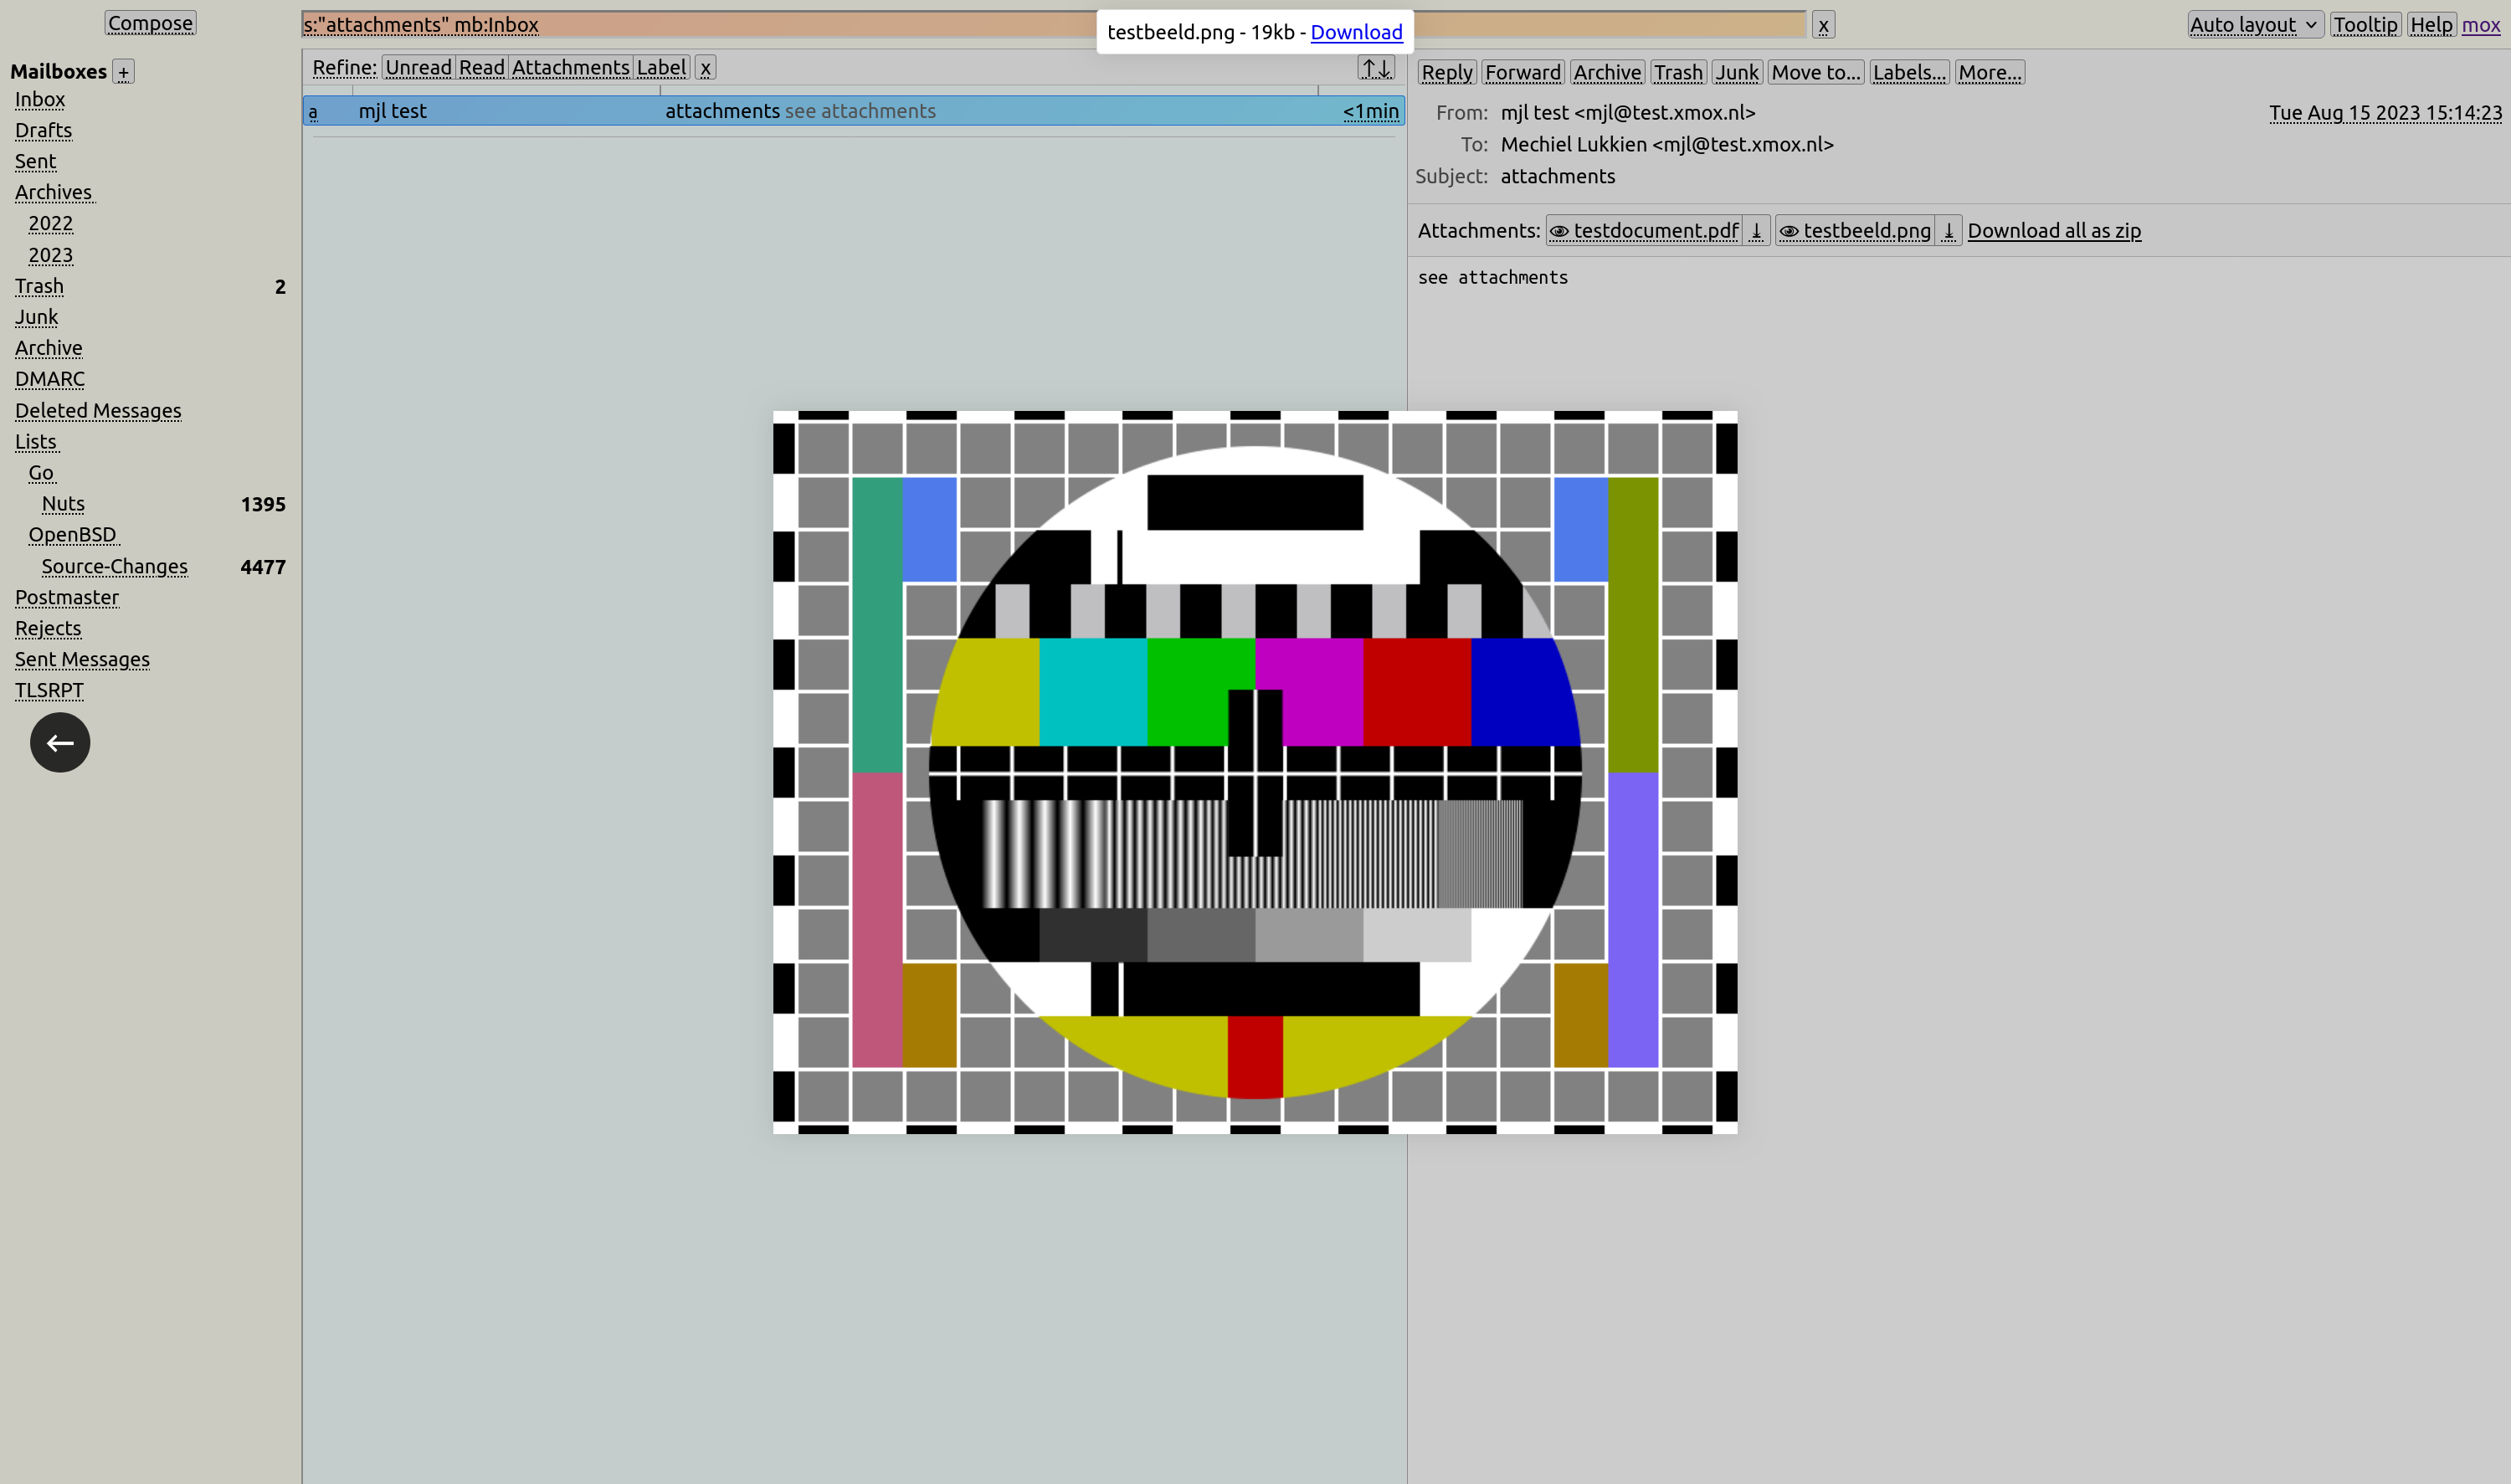 Compose
s:"attachments" mb:Inbox
testbeeld.png - 19kb - Download
x
Auto layout
Tooltip
Help
mox
Mailboxes +
Inbox
Drafts
Sent
Archives
2022
2023
Trash 2
Junk
Archive
DMARC
Deleted Messages
Lists
Go
Nuts 1395
OpenBSD
Source-Changes 4477
Postmaster
Rejects
Sent Messages
TLSRPT
Refine: Unread Read Attachments Label x ↑↓
a mjl test attachments see attachments <1min
Reply Forward Archive Trash Junk Move to... Labels... More...
From: mjl test <mjl@test.xmox.nl> Tue Aug 15 2023 15:14:23
To: Mechiel Lukkien <mjl@test.xmox.nl>
Subject: attachments
Attachments: testdocument.pdf testbeeld.png Download all as zip
see attachments